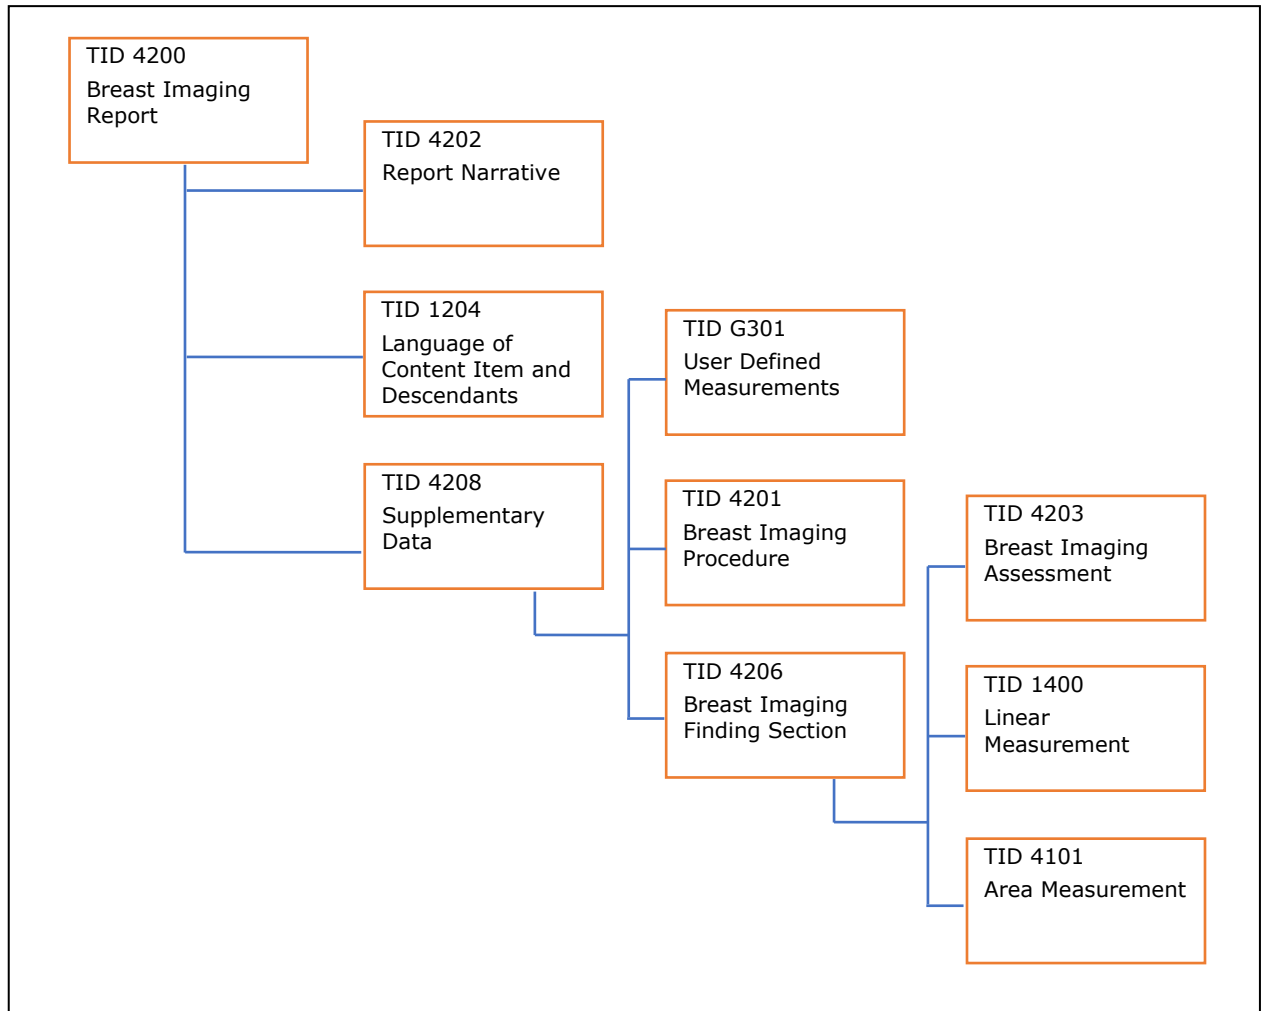 TID 4200
Breast Imaging
Report
TID 4202
Report Narrative
TID 1204
Language of
Content Item and
Descendants
TID 4208
Supplementary
Data
TID G301
User Defined
Measurements
TID 4201
Breast Imaging
Procedure
TID 4206
Breast Imaging
Finding Section
TID 4203
Breast Imaging
Assessment
TID 1400
Linear
Measurement
TID 4101
Area Measurement